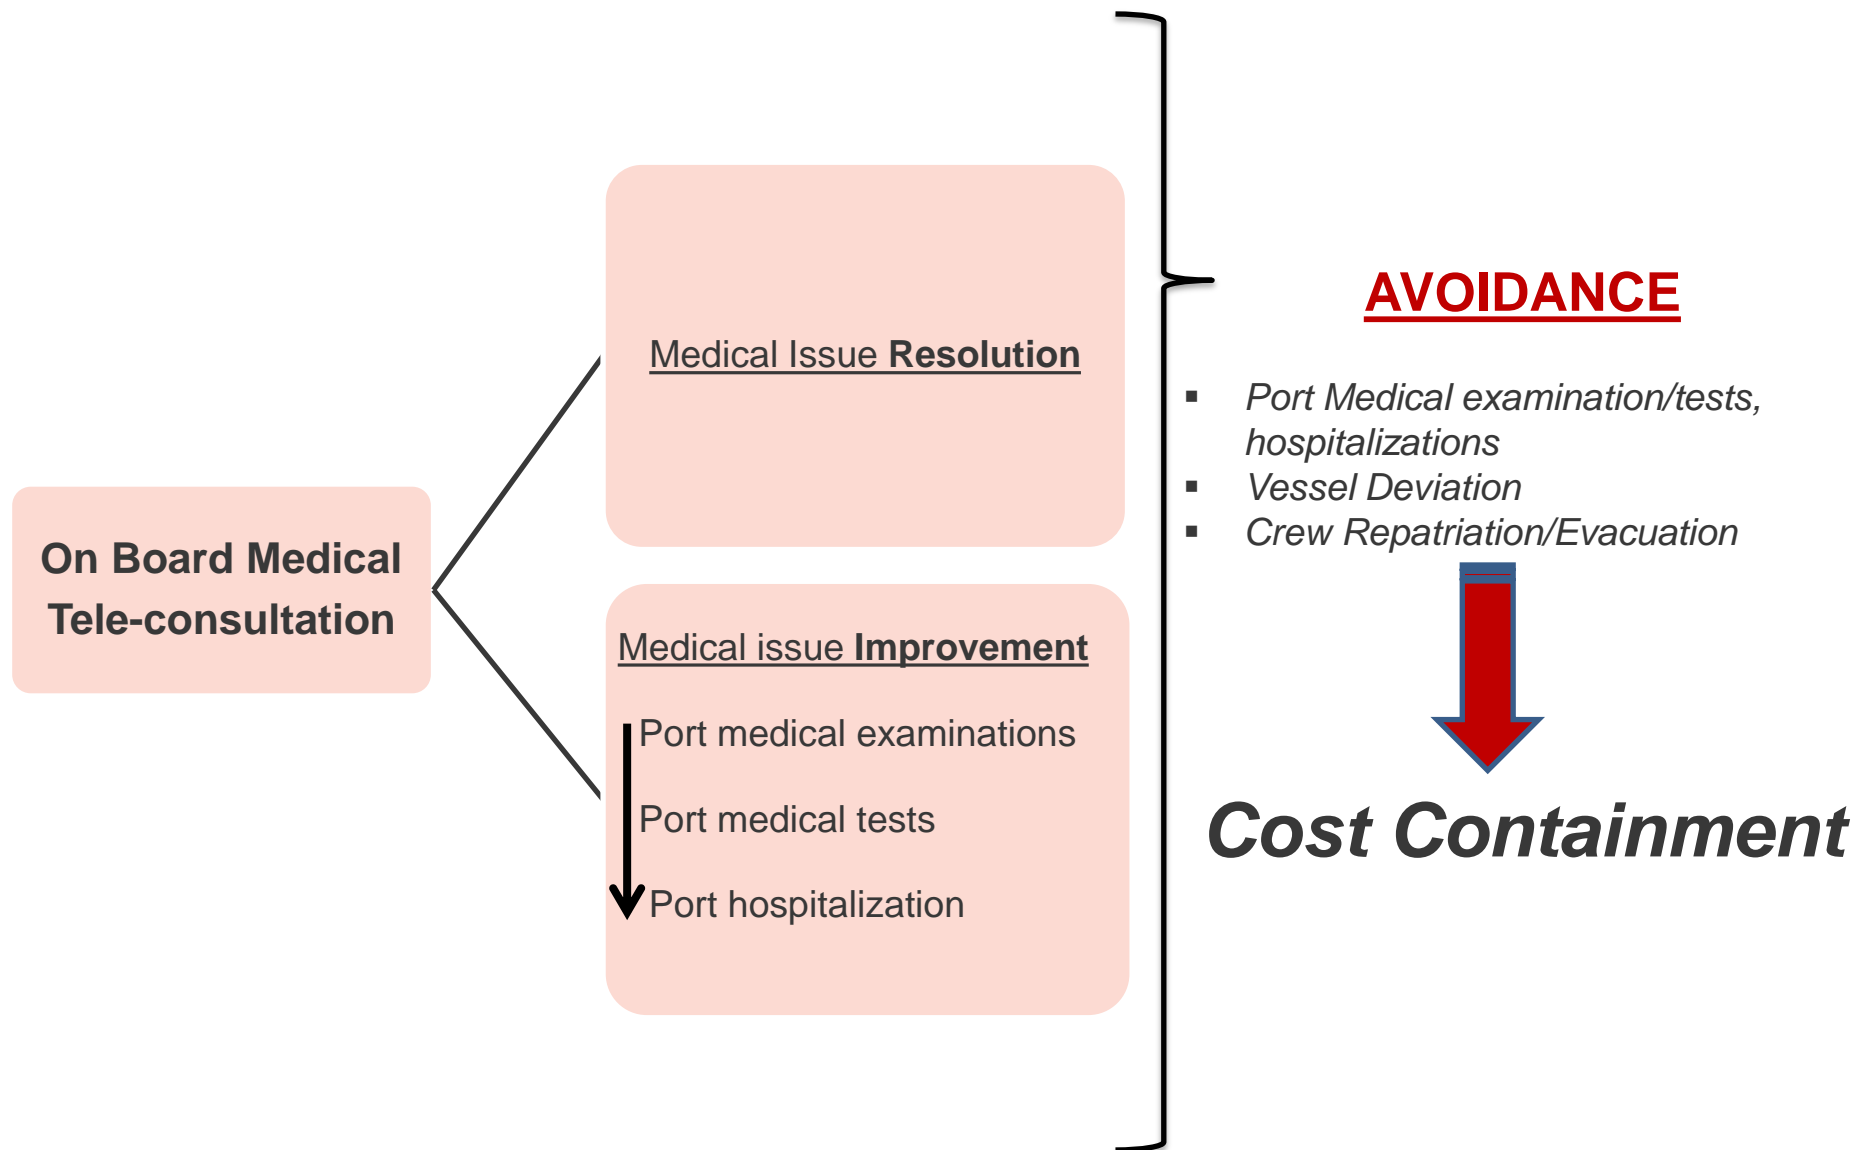 On Board Medical
Tele-consultation
Medical Issue Resolution
Medical issue Improvement
Port medical examinations
Port medical tests
Port hospitalization
AVOIDANCE
▪ Port Medical examination/tests,
hospitalizations
▪ Vessel Deviation
▪ Crew Repatriation/Evacuation
Cost Containment